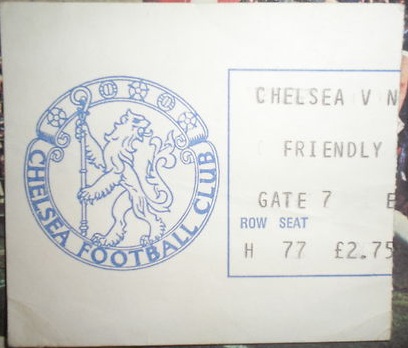 CHELSEA FOOTBALL CLUB
CHELSEA V N
FRIENDLY
GATE 7 E
ROW SEAT
H 77 £2.75